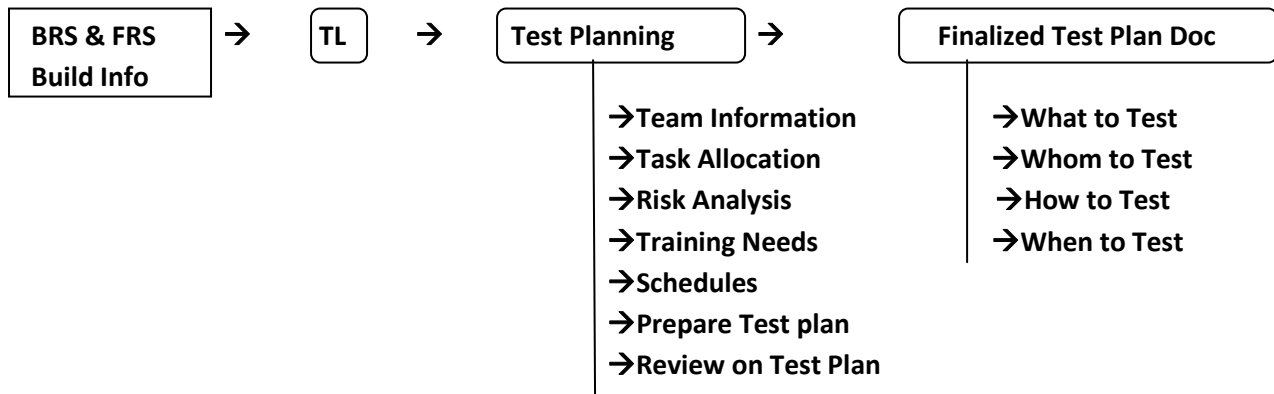 BRS & FRS → TL → Test Planning → Finalized Test Plan Doc
Build Info
→Team Information →What to Test
→Task Allocation →Whom to Test
→Risk Analysis →How to Test
→Training Needs →When to Test
→Schedules
→Prepare Test plan
→Review on Test Plan